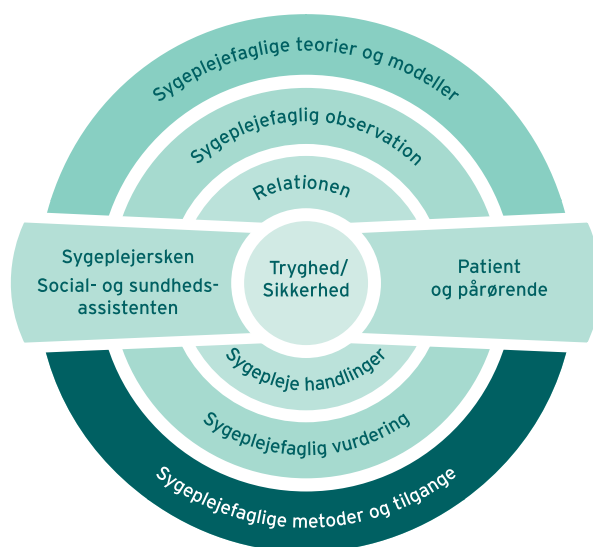 Sygeplejefaglige teorier og modeller
Sygeplejefaglig observation
Relationen
Sygeplejersken
Social- og sundheds-
assistenten
Tryghed/
Sikkerhed
Patient
og pårørende
Sygepleje handlinger
Sygeplejefaglig vurdering
Sygeplejefaglige metoder og tilgange